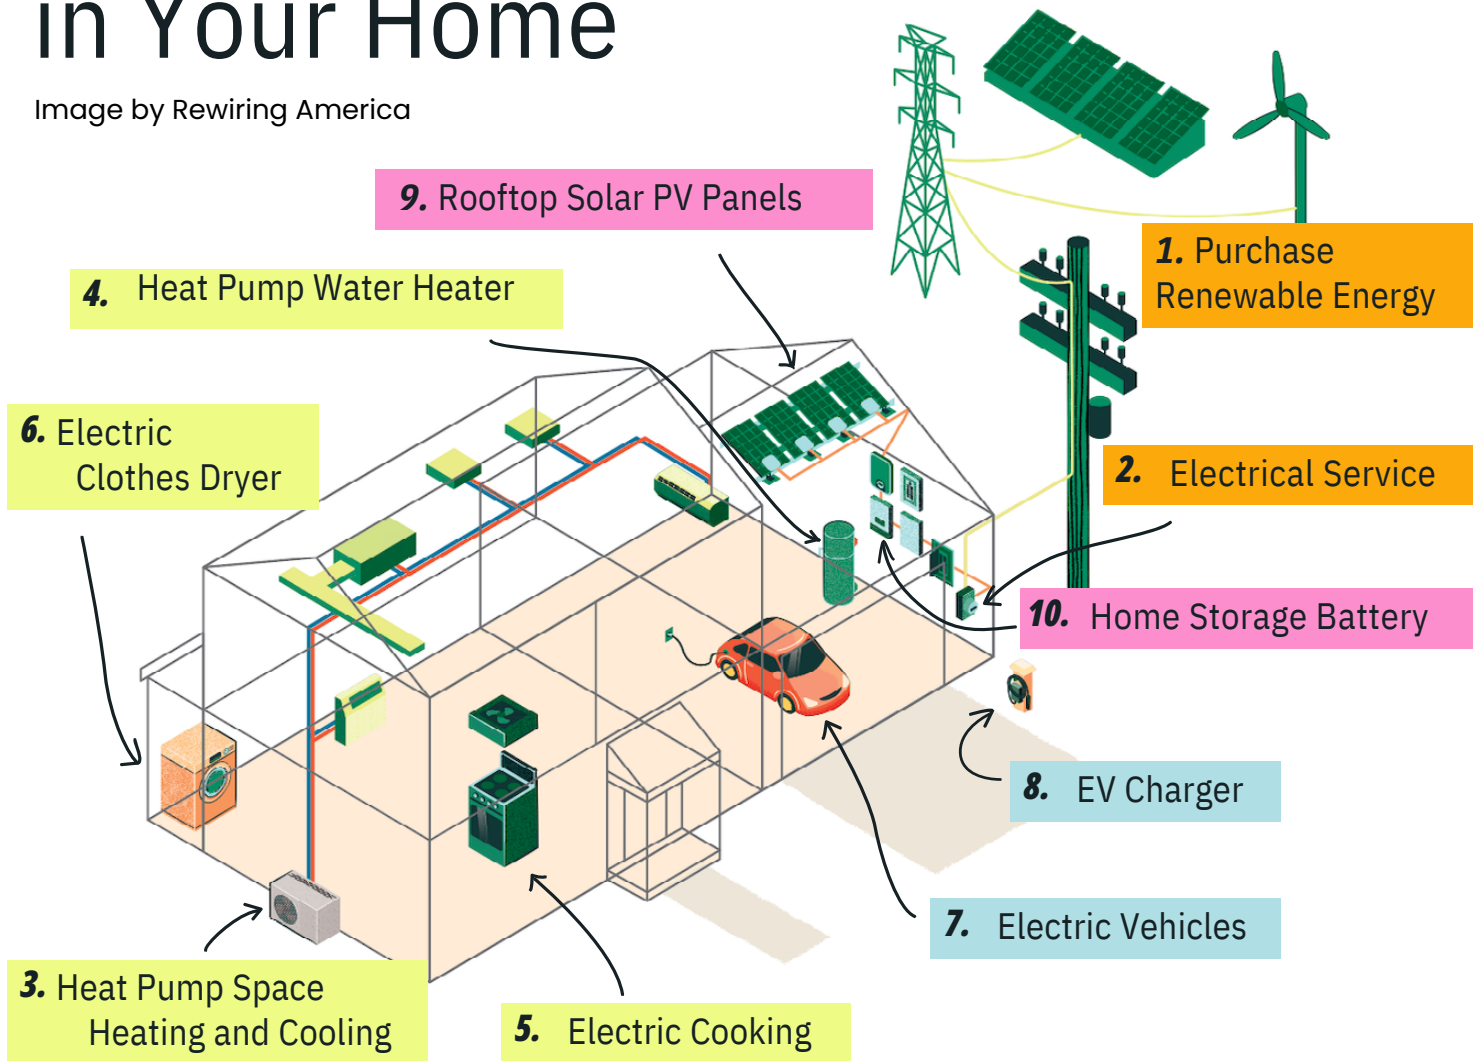 in Your Home
Image by Rewiring America
9. Rooftop Solar PV Panels
1. Purchase
Renewable Energy
4. Heat Pump Water Heater
6. Electric
Clothes Dryer
2. Electrical Service
10. Home Storage Battery
8. EV Charger
7. Electric Vehicles
3. Heat Pump Space
Heating and Cooling
5. Electric Cooking